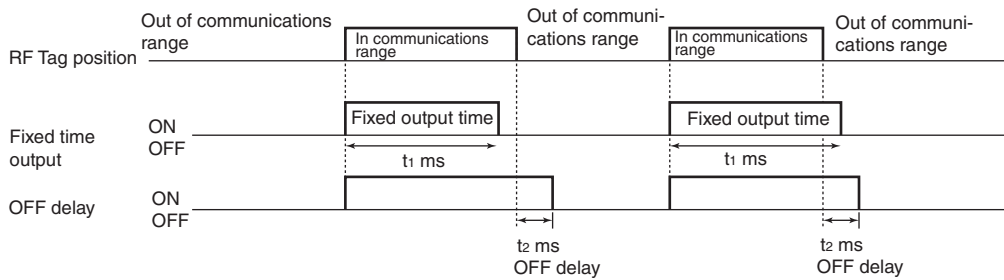 Out of communications
range
Out of communi-
cations range
Out of communi-
cations range
RF Tag position
In communications
range
In communications
range
Fixed time
output
ON
OFF
Fixed output time
Fixed output time
t1 ms
t1 ms
OFF delay
ON
OFF
t2 ms
OFF delay
t2 ms
OFF delay